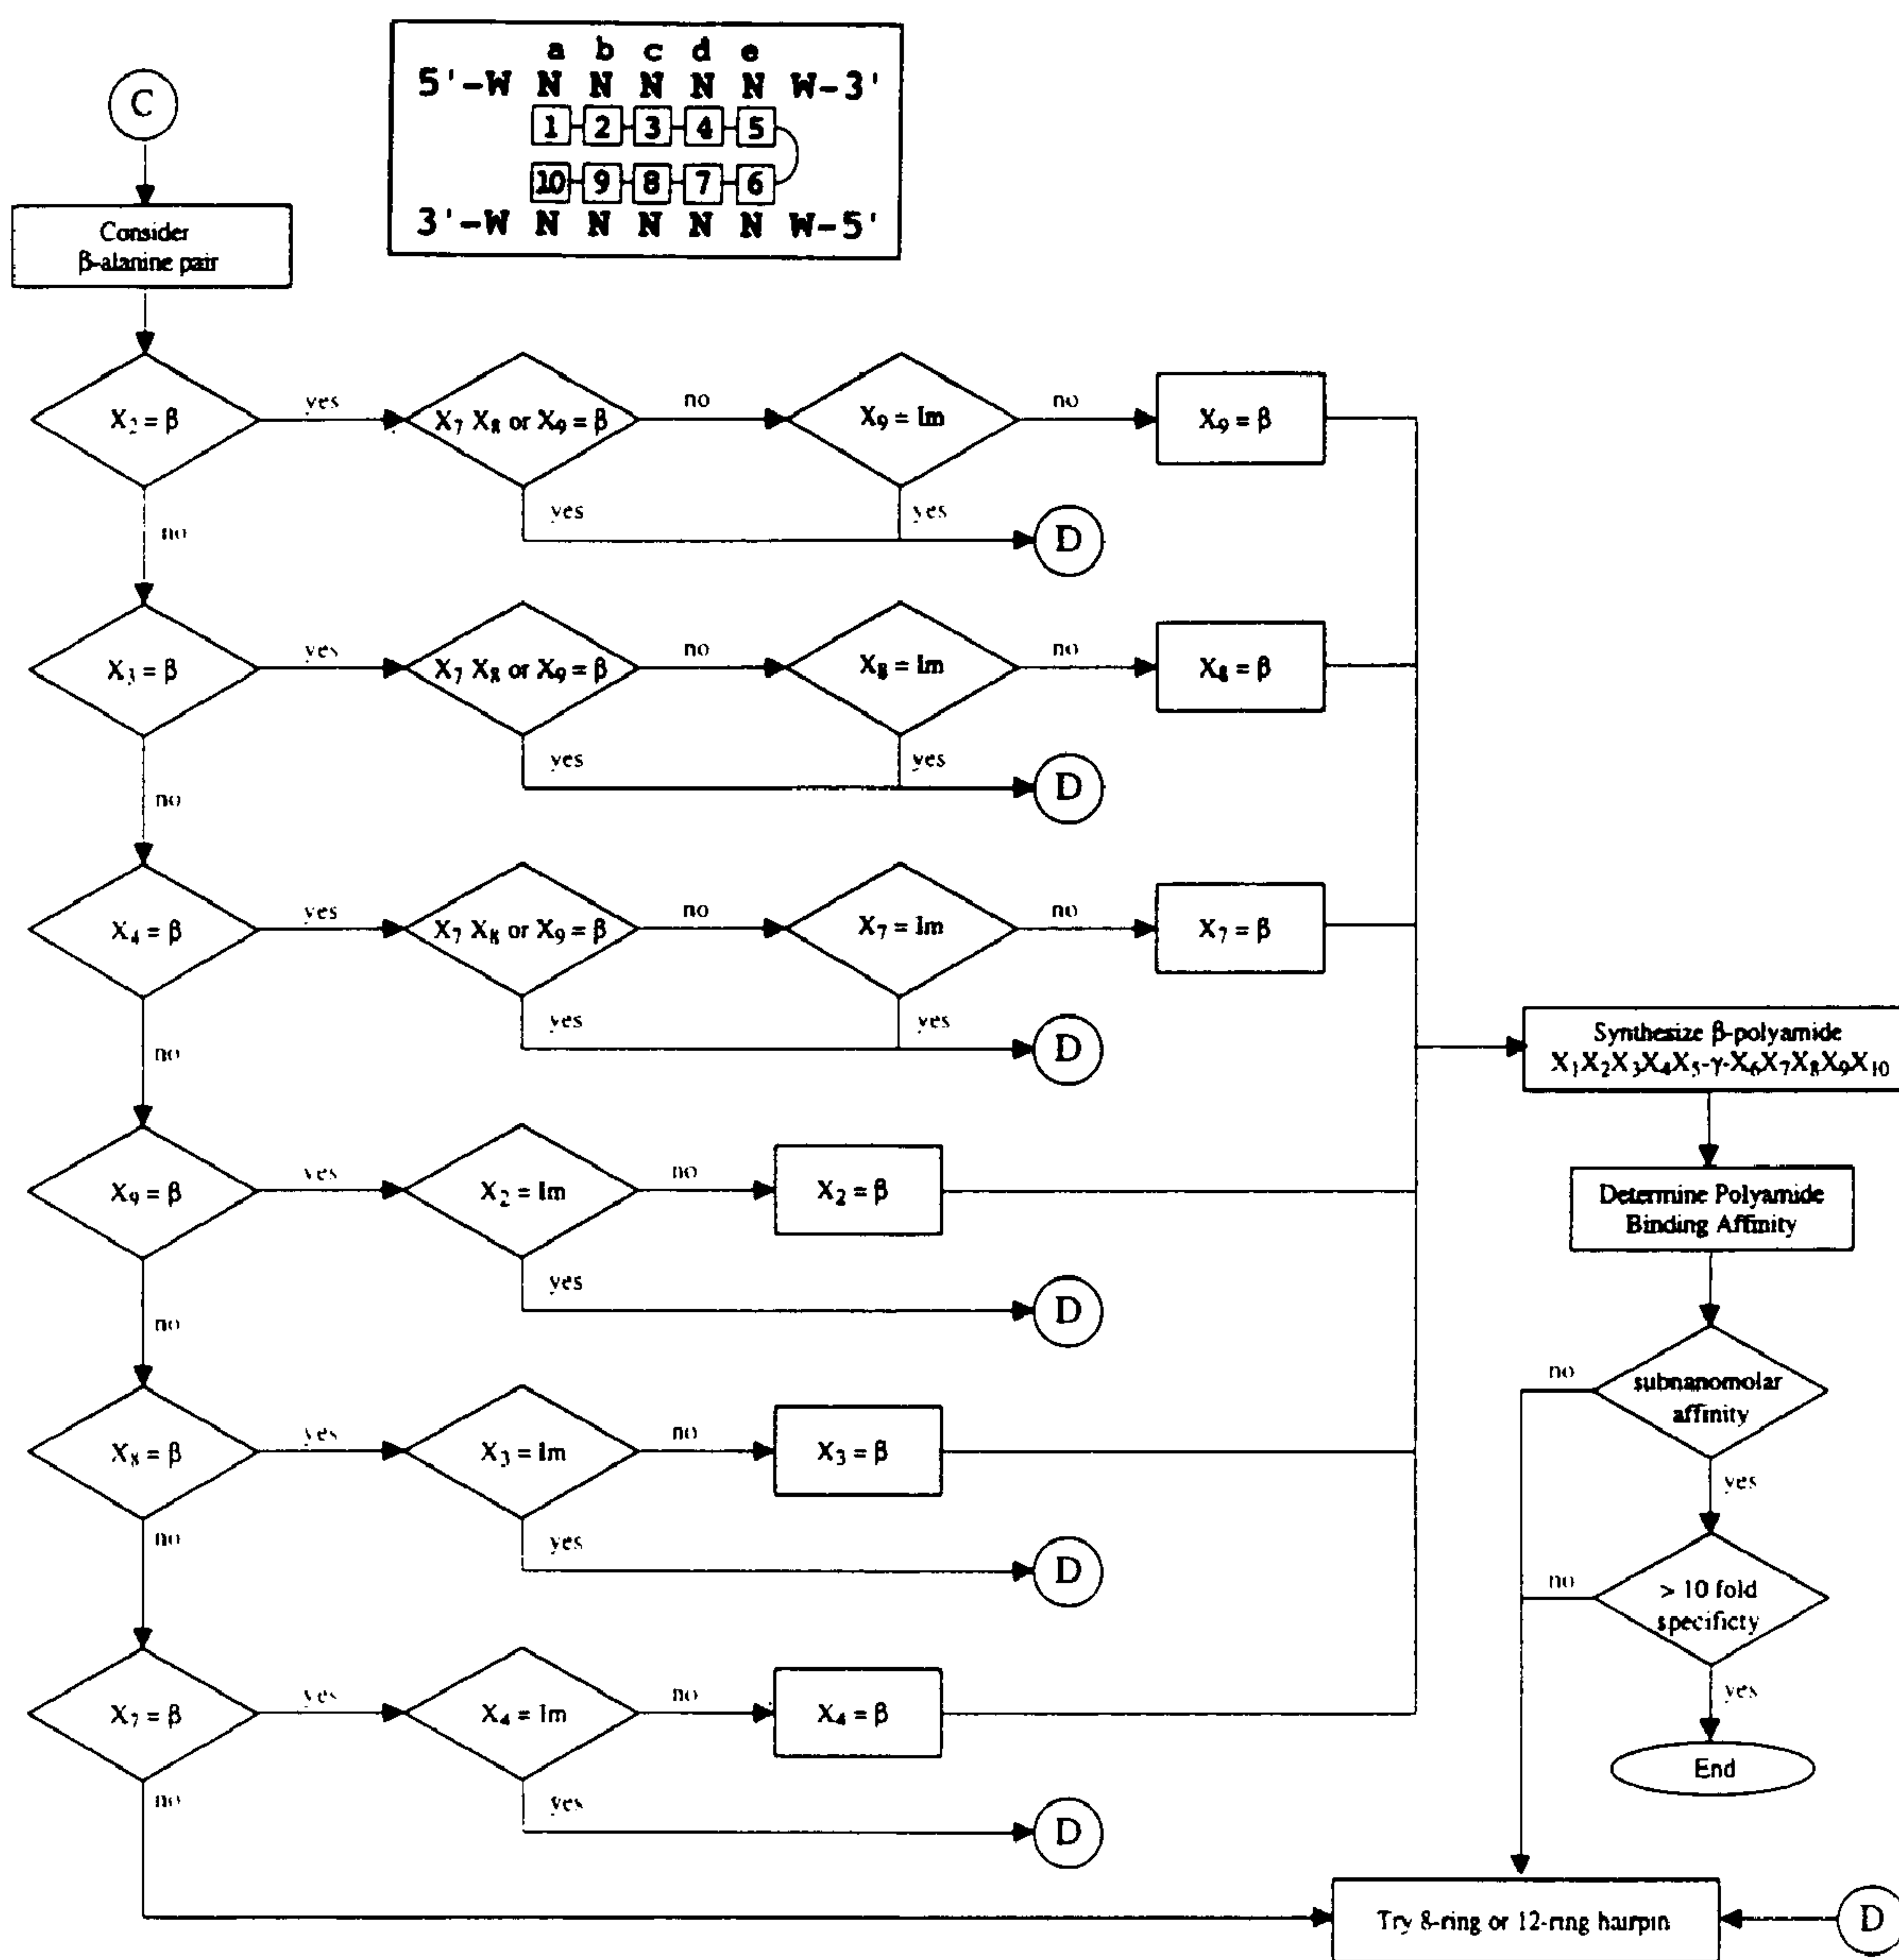 C
a b c d e
5'-W N N N N N W-3'
1 2 3 4 5
10 9 8 7 6
3'-W N N N N N W-5'
Consider
β-alanine pair
X₂ = β
yes
X₇ X₈ or X₉ = β
no
X₉ = Im
no
X₉ = β
yes
yes
D
no
X₃ = β
yes
X₇ X₈ or X₉ = β
no
X₈ = Im
no
X₈ = β
yes
yes
D
no
X₄ = β
yes
X₇ X₈ or X₉ = β
no
X₇ = Im
no
X₇ = β
yes
yes
D
no
X₉ = β
yes
X₂ = Im
no
X₂ = β
yes
D
no
X₈ = β
yes
X₃ = Im
no
X₃ = β
yes
D
no
X₇ = β
yes
X₄ = Im
no
X₄ = β
yes
D
no
Synthesize β-polyamide
X₁X₂X₃X₄X₅-γ-X₆X₇X₈X₉X₁₀
Determine Polyamide
Binding Affinity
no
subnanomolar
affinity
yes
no
> 10 fold
specificty
yes
End
Try 8-ring or 12-ring hairpin
D